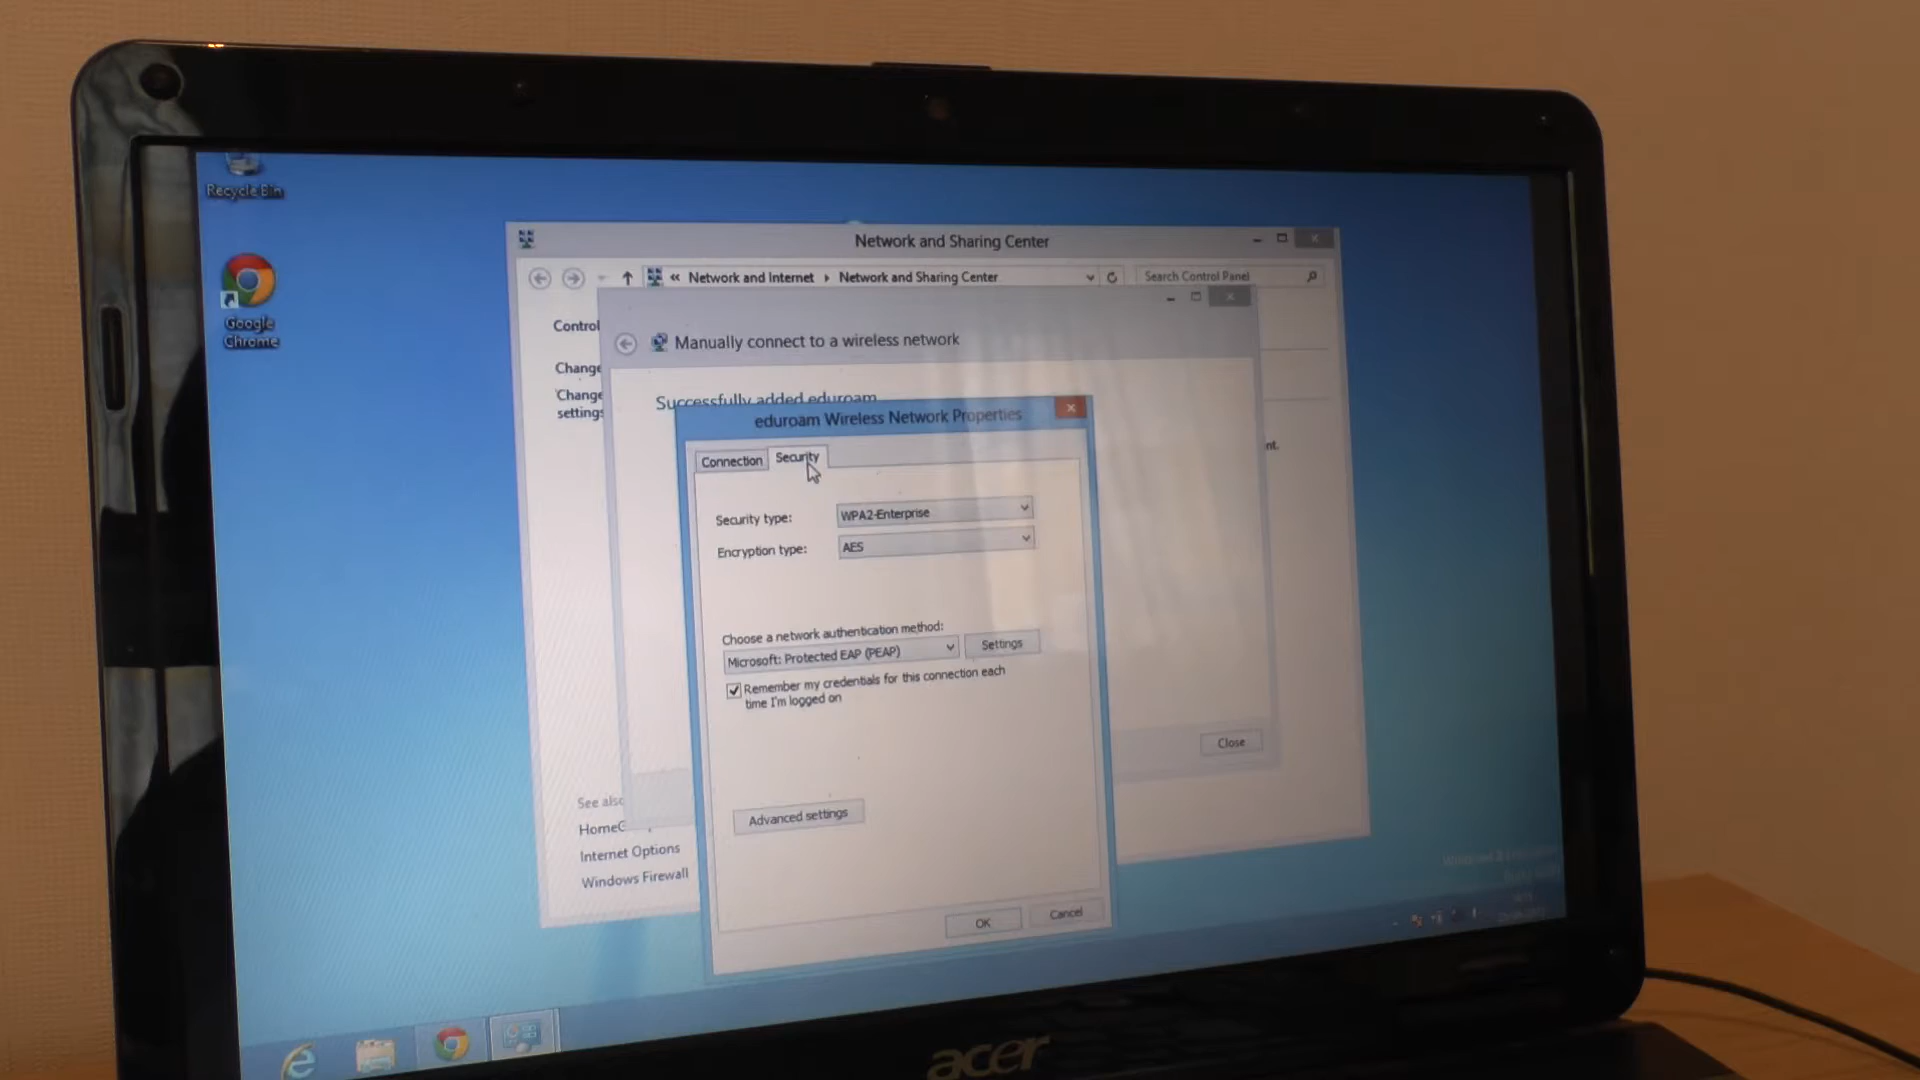 Recycle Bin
Google
Chrome
Network and Sharing Center
« Network and Internet ▸ Network and Sharing Center
Search Control Panel
Control
Change
Change
settings
Manually connect to a wireless network
Successfully added eduroam
nt.
eduroam Wireless Network Properties
Connection
Security
Security type:
WPA2-Enterprise
Encryption type:
AES
Choose a network authentication method:
Microsoft: Protected EAP (PEAP)
Settings
Remember my credentials for this connection each
time I'm logged on
Advanced settings
OK
Cancel
Close
See also
HomeG
Internet Options
Windows Firewall
acer